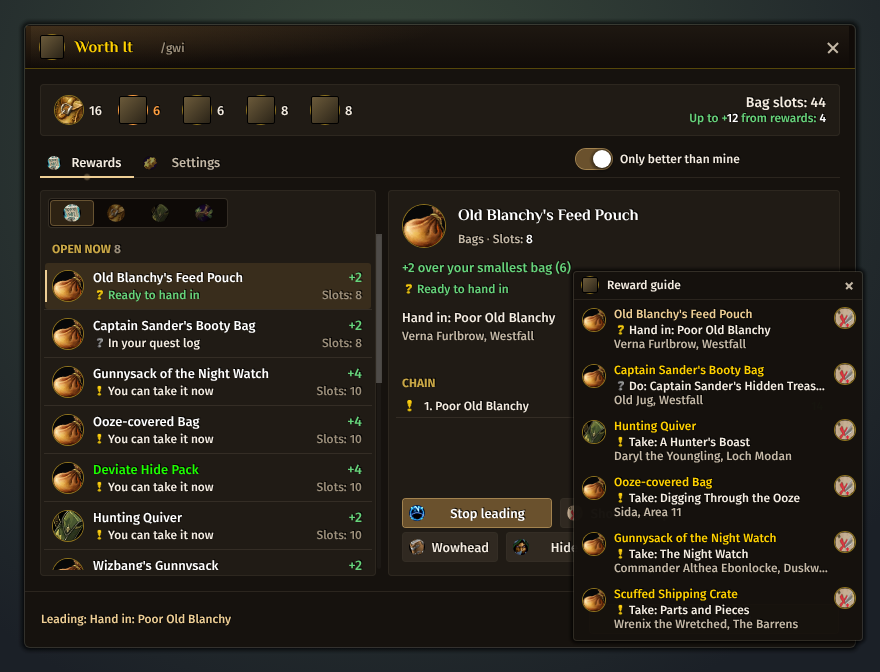 Worth It
/gwi
16
6
6
8
8
Bag slots: 44
Up to +12 from rewards: 4
Rewards
Settings
Only better than mine
OPEN NOW 8
Old Blanchy's Feed Pouch
+2
? Ready to hand in
Slots: 8
Captain Sander's Booty Bag
+2
? In your quest log
Slots: 8
Gunnysack of the Night Watch
+4
! You can take it now
Slots: 10
Ooze-covered Bag
+4
! You can take it now
Slots: 10
Deviate Hide Pack
+4
! You can take it now
Slots: 10
Hunting Quiver
+2
! You can take it now
Slots: 10
Wizbang's Gunnysack
+2
Old Blanchy's Feed Pouch
Bags · Slots: 8
+2 over your smallest bag (6)
? Ready to hand in
Hand in: Poor Old Blanchy
Verna Furlbrow, Westfall
CHAIN
! 1. Poor Old Blanchy
Stop leading
Wowhead
Hide
Reward guide
Old Blanchy's Feed Pouch
? Hand in: Poor Old Blanchy
Verna Furlbrow, Westfall
Captain Sander's Booty Bag
? Do: Captain Sander's Hidden Treas...
Old Jug, Westfall
Hunting Quiver
! Take: A Hunter's Boast
Daryl the Youngling, Loch Modan
Ooze-covered Bag
! Take: Digging Through the Ooze
Sida, Area 11
Gunnysack of the Night Watch
! Take: The Night Watch
Commander Althea Ebonlocke, Duskw...
Scuffed Shipping Crate
! Take: Parts and Pieces
Wrenix the Wretched, The Barrens
Leading: Hand in: Poor Old Blanchy